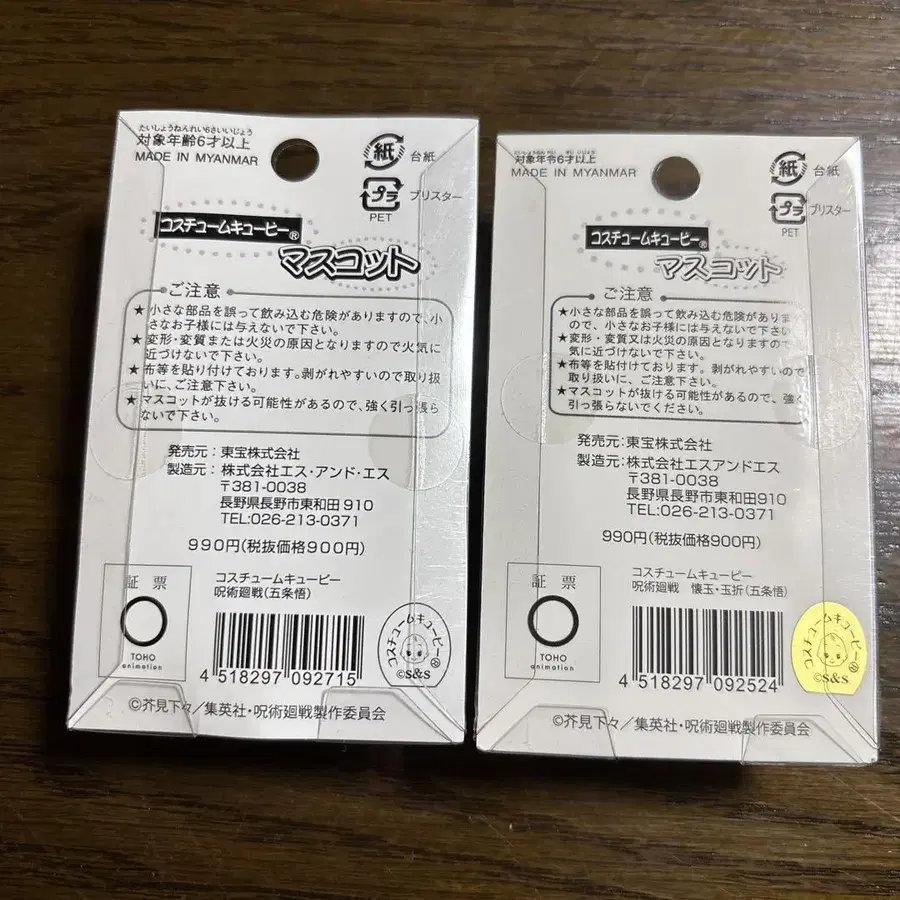 たいしょうねんれい6さいいじょう
対象年齢6才以上
MADE IN MYANMAR
紙
台紙
プラ
ブリスター
PET
コスチュームキューピー®
マスコット
ご注意
★小さな部品を誤って飲み込む危険がありますので、小
さなお子様には与えないで下さい。
★変形・変質または火災の原因となりますので火気に
近づけないで下さい。
★布等を貼り付けております。剥がれやすいので取り扱
いに、ご注意下さい。
★マスコットが抜ける可能性があるので、強く引っ張ら
ないで下さい。
発売元：東宝株式会社
製造元：株式会社エス・アンド・エス
〒381-0038
長野県長野市東和田 910
TEL:026-213-0371
990円(税抜価格900円)
証票
TOHO
animation
コスチュームキューピー
呪術廻戦(五条悟)
4 518297 092715
コスチュームキューピー®
©S&S
©芥見下々／集英社・呪術廻戦製作委員会
対象年令6才以上
MADE IN MYANMAR
紙
台紙
プラ
ブリスター
PET
コスチュームキューピー®
マスコット
ご注意
★小さな部品を誤って飲み込む危険があります
ので、小さなお子様には与えないで下さい
★変形・変質又は火災の原因となりますので火
気に近づけないで下さい。
★布等を貼り付けております。剥がれやすいので
取り扱いに、ご注意下さい。
★マスコットが抜ける可能性があるので、強く
引っ張らないでください。
発売元：東宝株式会社
製造元：株式会社エスアンドエス
〒381-0038
長野県長野市東和田910
TEL:026-213-0371
990円(税抜価格900円)
証票
TOHO
animation
コスチュームキューピー
呪術廻戦　懐玉・玉折(五条悟)
4 518297 092524
コスチュームキューピー®
©S&S
©芥見下々／集英社・呪術廻戦製作委員会